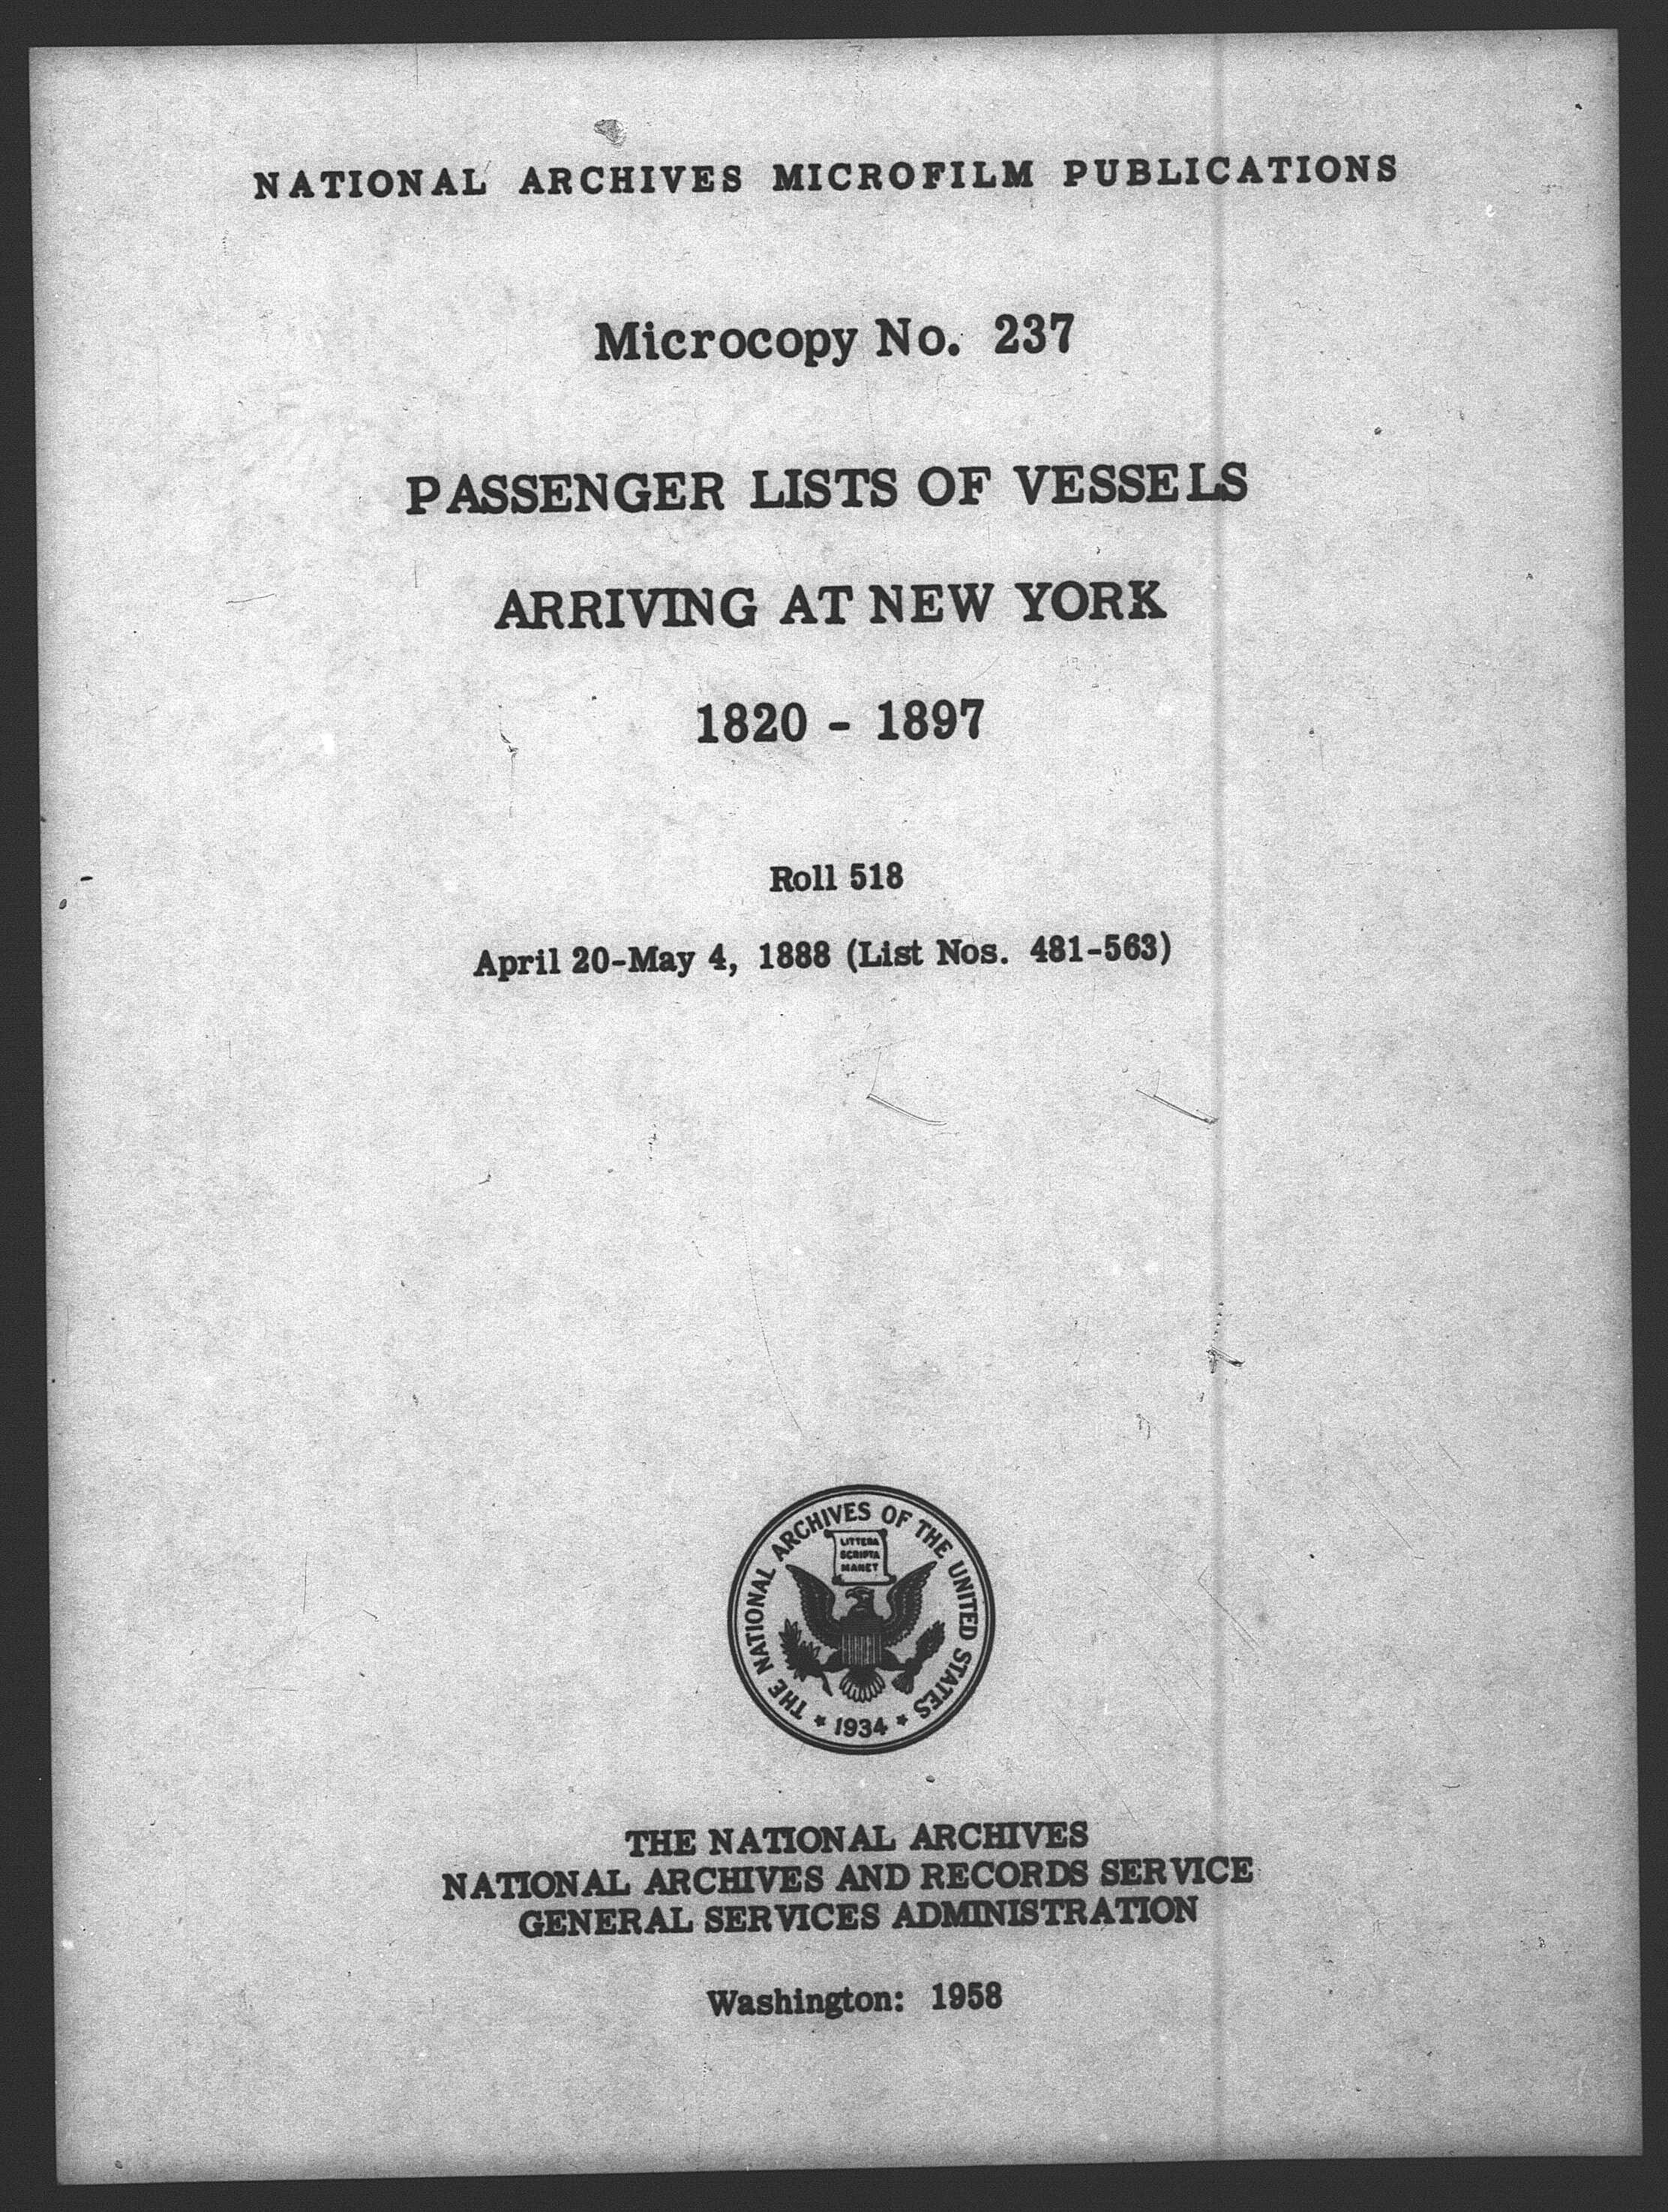 NATIONAL ARCHIVES MICROFILM PUBLICATIONS
Microcopy No. 237
PASSENGER LISTS OF VESSELS
ARRIVING AT NEW YORK
1820 - 1897
Roll 518
April 20-May 4, 1888 (List Nos. 481-563)
THE NATIONAL ARCHIVES OF THE UNITED STATES
LITTERA
SCRIPTA
MANET
★ 1934 ★
THE NATIONAL ARCHIVES
NATIONAL ARCHIVES AND RECORDS SERVICE
GENERAL SERVICES ADMINISTRATION
Washington: 1958